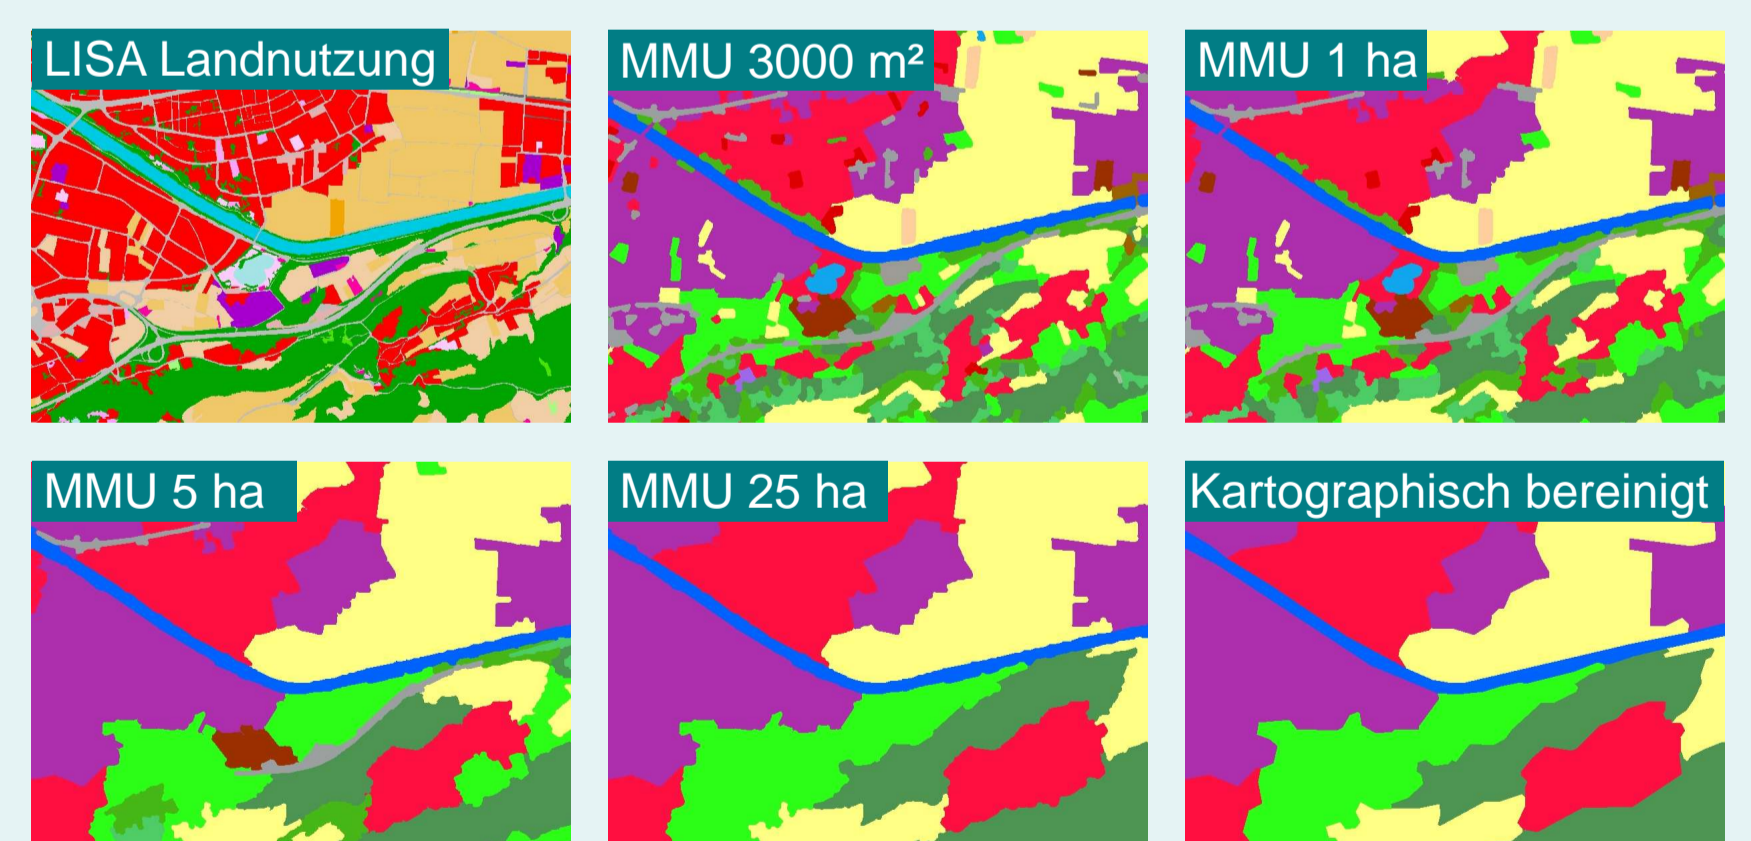 LISA Landnutzung
MMU 3000 m²
MMU 1 ha
MMU 5 ha
MMU 25 ha
Kartographisch bereinigt